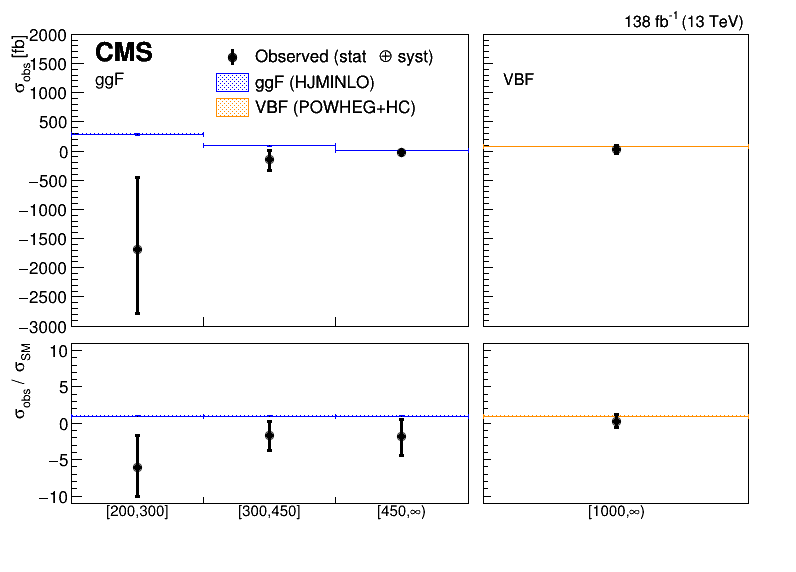 138 fb⁻¹ (13 TeV)
CMS
ggF
Observed (stat ⊕ syst)
ggF (HJMINLO)
VBF (POWHEG+HC)
VBF
σobs [fb]
2000
1500
1000
500
0
−500
−1000
−1500
−2000
−2500
−3000
σobs / σSM
10
5
0
−5
−10
[200,300] [300,450] [450,∞) [1000,∞)